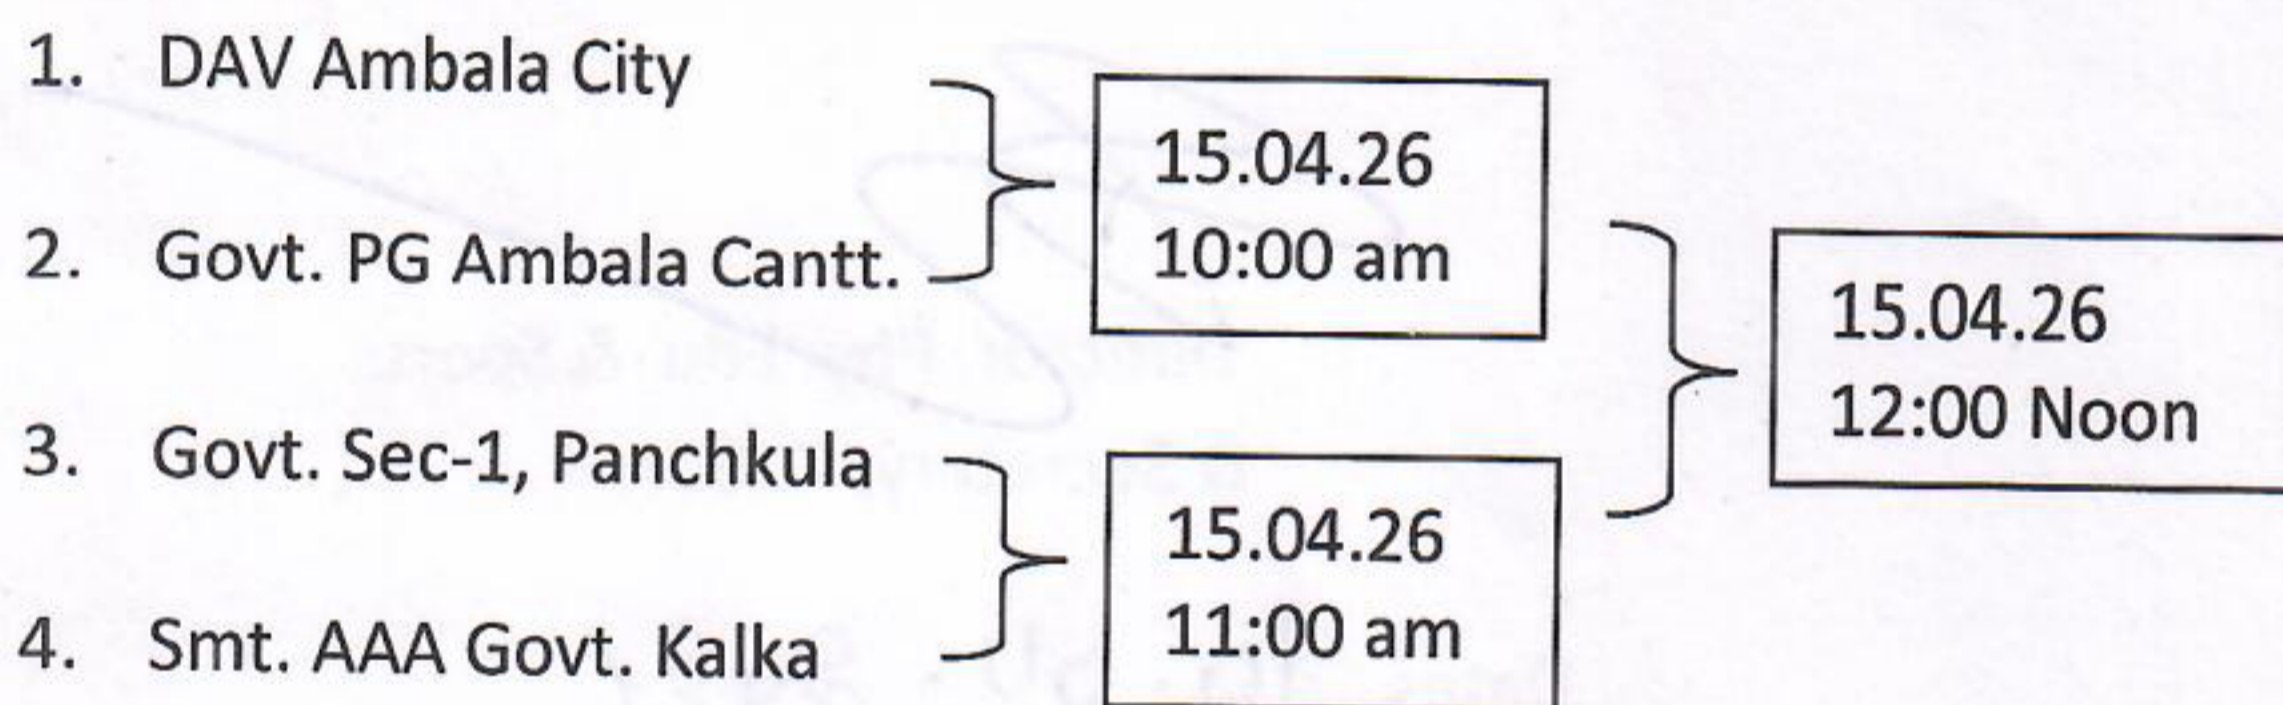 1. DAV Ambala City
2. Govt. PG Ambala Cantt.
15.04.26
10:00 am
3. Govt. Sec-1, Panchkula
4. Smt. AAA Govt. Kalka
15.04.26
11:00 am
15.04.26
12:00 Noon